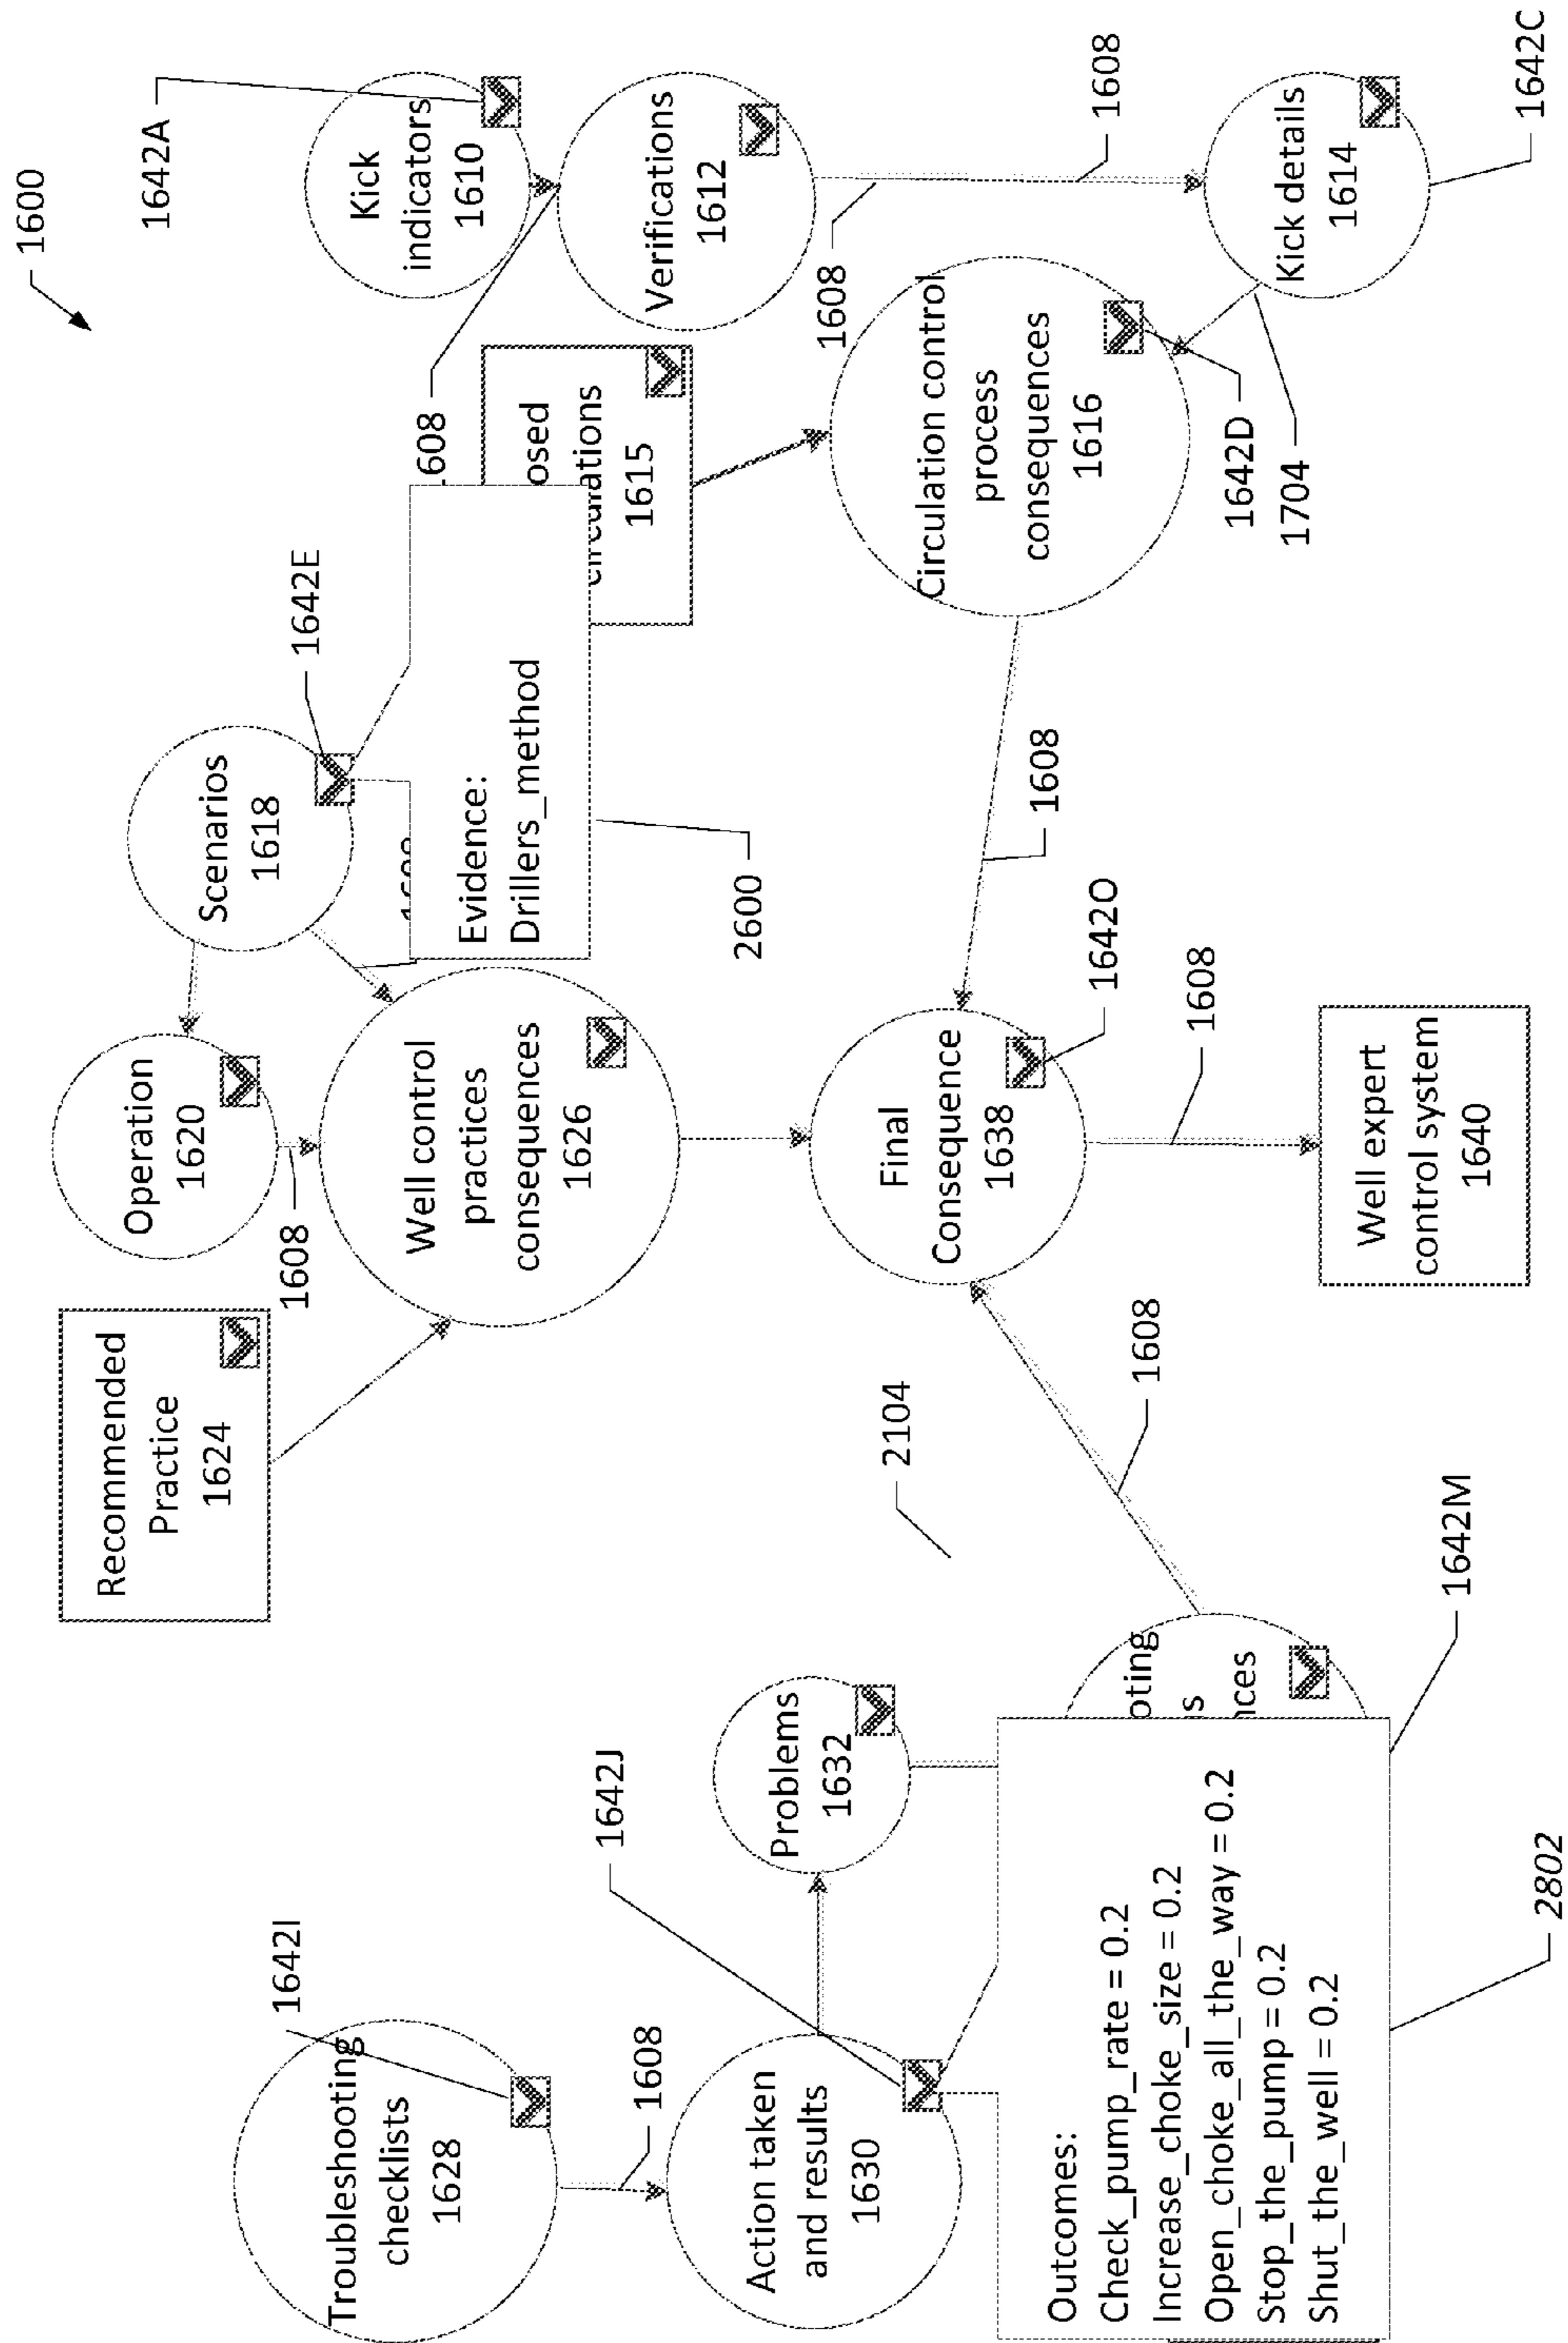 1600
Recommended
Practice
1624
Operation
1620
Scenarios
1618
1642E
Kick
indicators
1610
1642A
1608
Well control
practices
consequences
1626
Evidence:
Drillers_method
2600
osed
1615
Verifications
1612
1608
1608
Kick details
1614
1642C
Circulation control
process
consequences
1616
1642D
1704
1608
Final
Consequence
1638
1642O
1608
Well expert
control system
1640
1608
2104
Troubleshooting
checklists
1628
1642I
1608
Action taken
and results
1630
1642J
Problems
1632
oting
s
nces
1642M
Outcomes:
Check_pump_rate = 0.2
Increase_choke_size = 0.2
Open_choke_all_the_way = 0.2
Stop_the_pump = 0.2
Shut_the_well = 0.2
2802